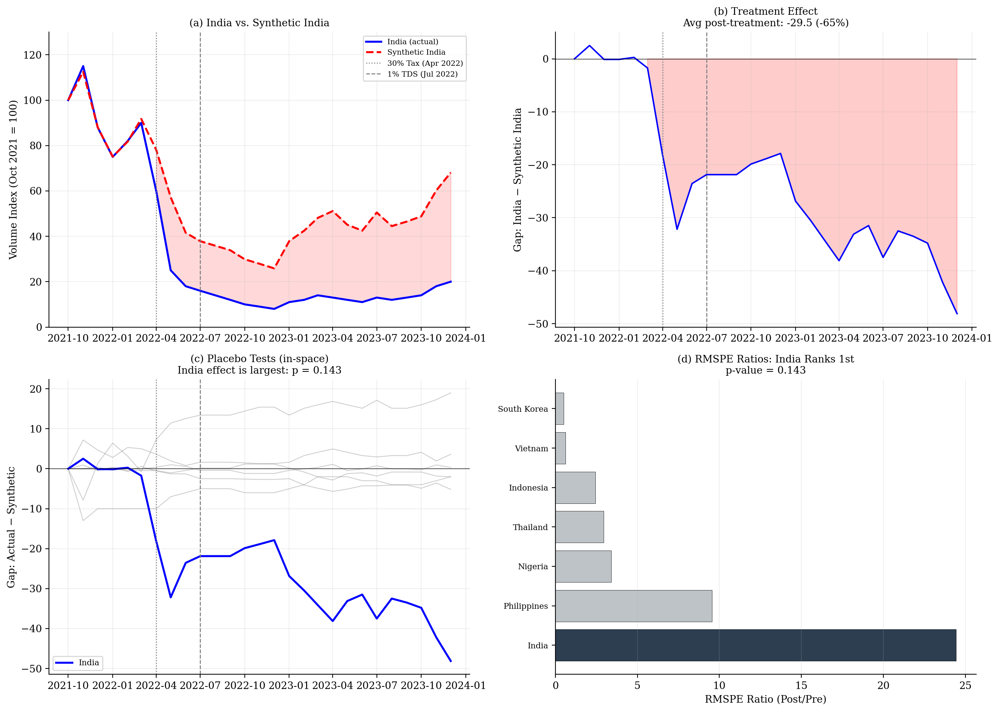 (a) India vs. Synthetic India
Volume Index (Oct 2021 = 100)
120
100
80
60
40
20
0
India (actual)
Synthetic India
30% Tax (Apr 2022)
1% TDS (Jul 2022)
2021-10 2022-01 2022-04 2022-07 2022-10 2023-01 2023-04 2023-07 2023-10 2024-01
(b) Treatment Effect
Avg post-treatment: -29.5 (-65%)
Gap: India − Synthetic India
0
−10
−20
−30
−40
−50
2021-10 2022-01 2022-04 2022-07 2022-10 2023-01 2023-04 2023-07 2023-10 2024-01
(c) Placebo Tests (in-space)
India effect is largest: p = 0.143
Gap: Actual − Synthetic
20
10
0
−10
−20
−30
−40
−50
India
2021-10 2022-01 2022-04 2022-07 2022-10 2023-01 2023-04 2023-07 2023-10 2024-01
(d) RMSPE Ratios: India Ranks 1st
p-value = 0.143
South Korea
Vietnam
Indonesia
Thailand
Nigeria
Philippines
India
0 5 10 15 20 25
RMSPE Ratio (Post/Pre)